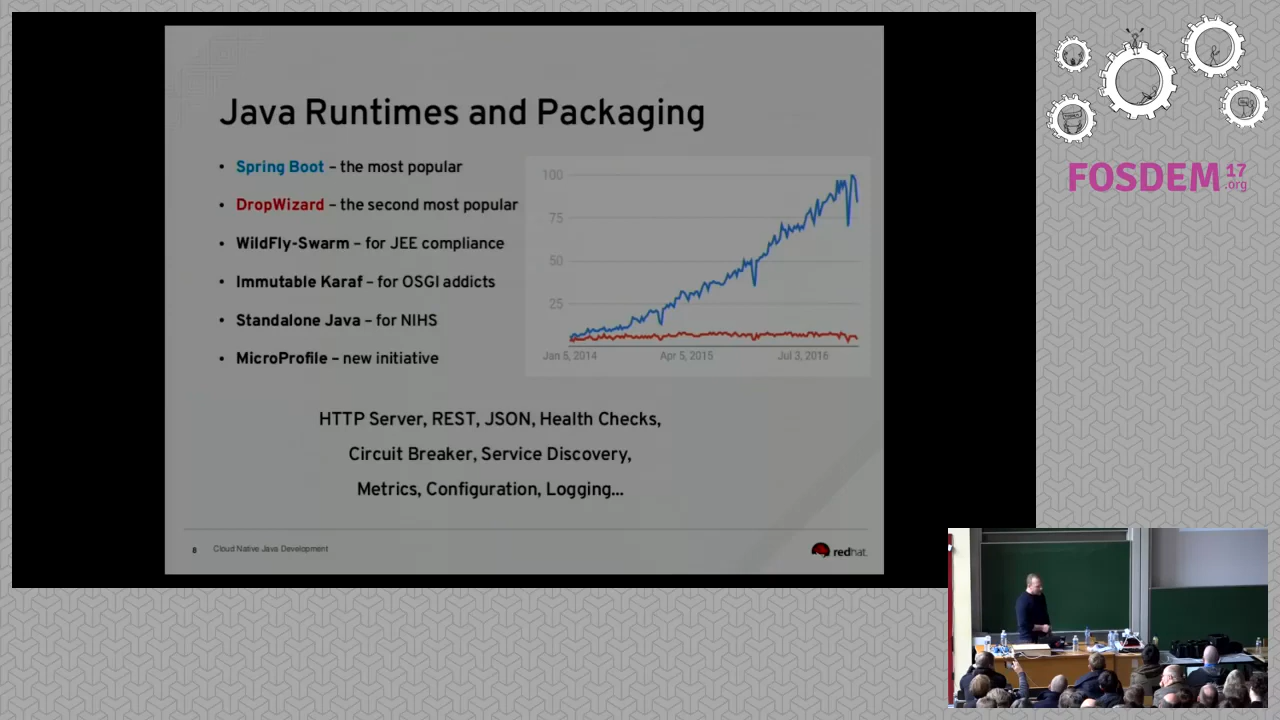 Java Runtimes and Packaging
• Spring Boot – the most popular
• DropWizard – the second most popular
• WildFly-Swarm – for JEE compliance
• Immutable Karaf – for OSGI addicts
• Standalone Java – for NIHS
• MicroProfile – new initiative
100
75
50
25
Jan 5, 2014 Apr 5, 2015 Jul 3, 2016
HTTP Server, REST, JSON, Health Checks,
Circuit Breaker, Service Discovery,
Metrics, Configuration, Logging...
8 Cloud Native Java Development
redhat.
FOSDEM 17
.org